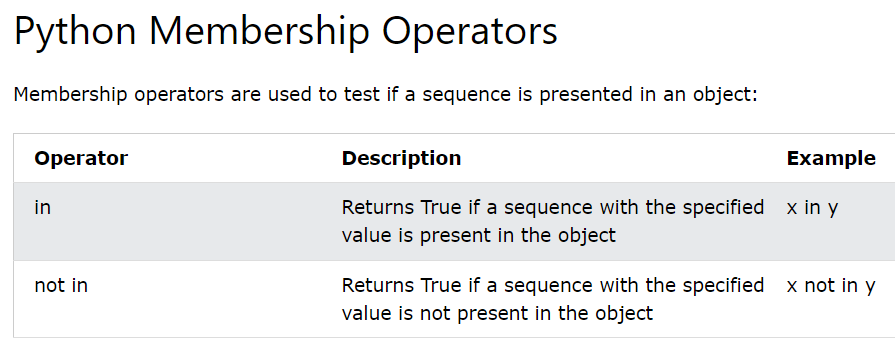 Python Membership Operators
Membership operators are used to test if a sequence is presented in an object:
Operator Description Example
in Returns True if a sequence with the specified x in y
value is present in the object
not in Returns True if a sequence with the specified x not in y
value is not present in the object